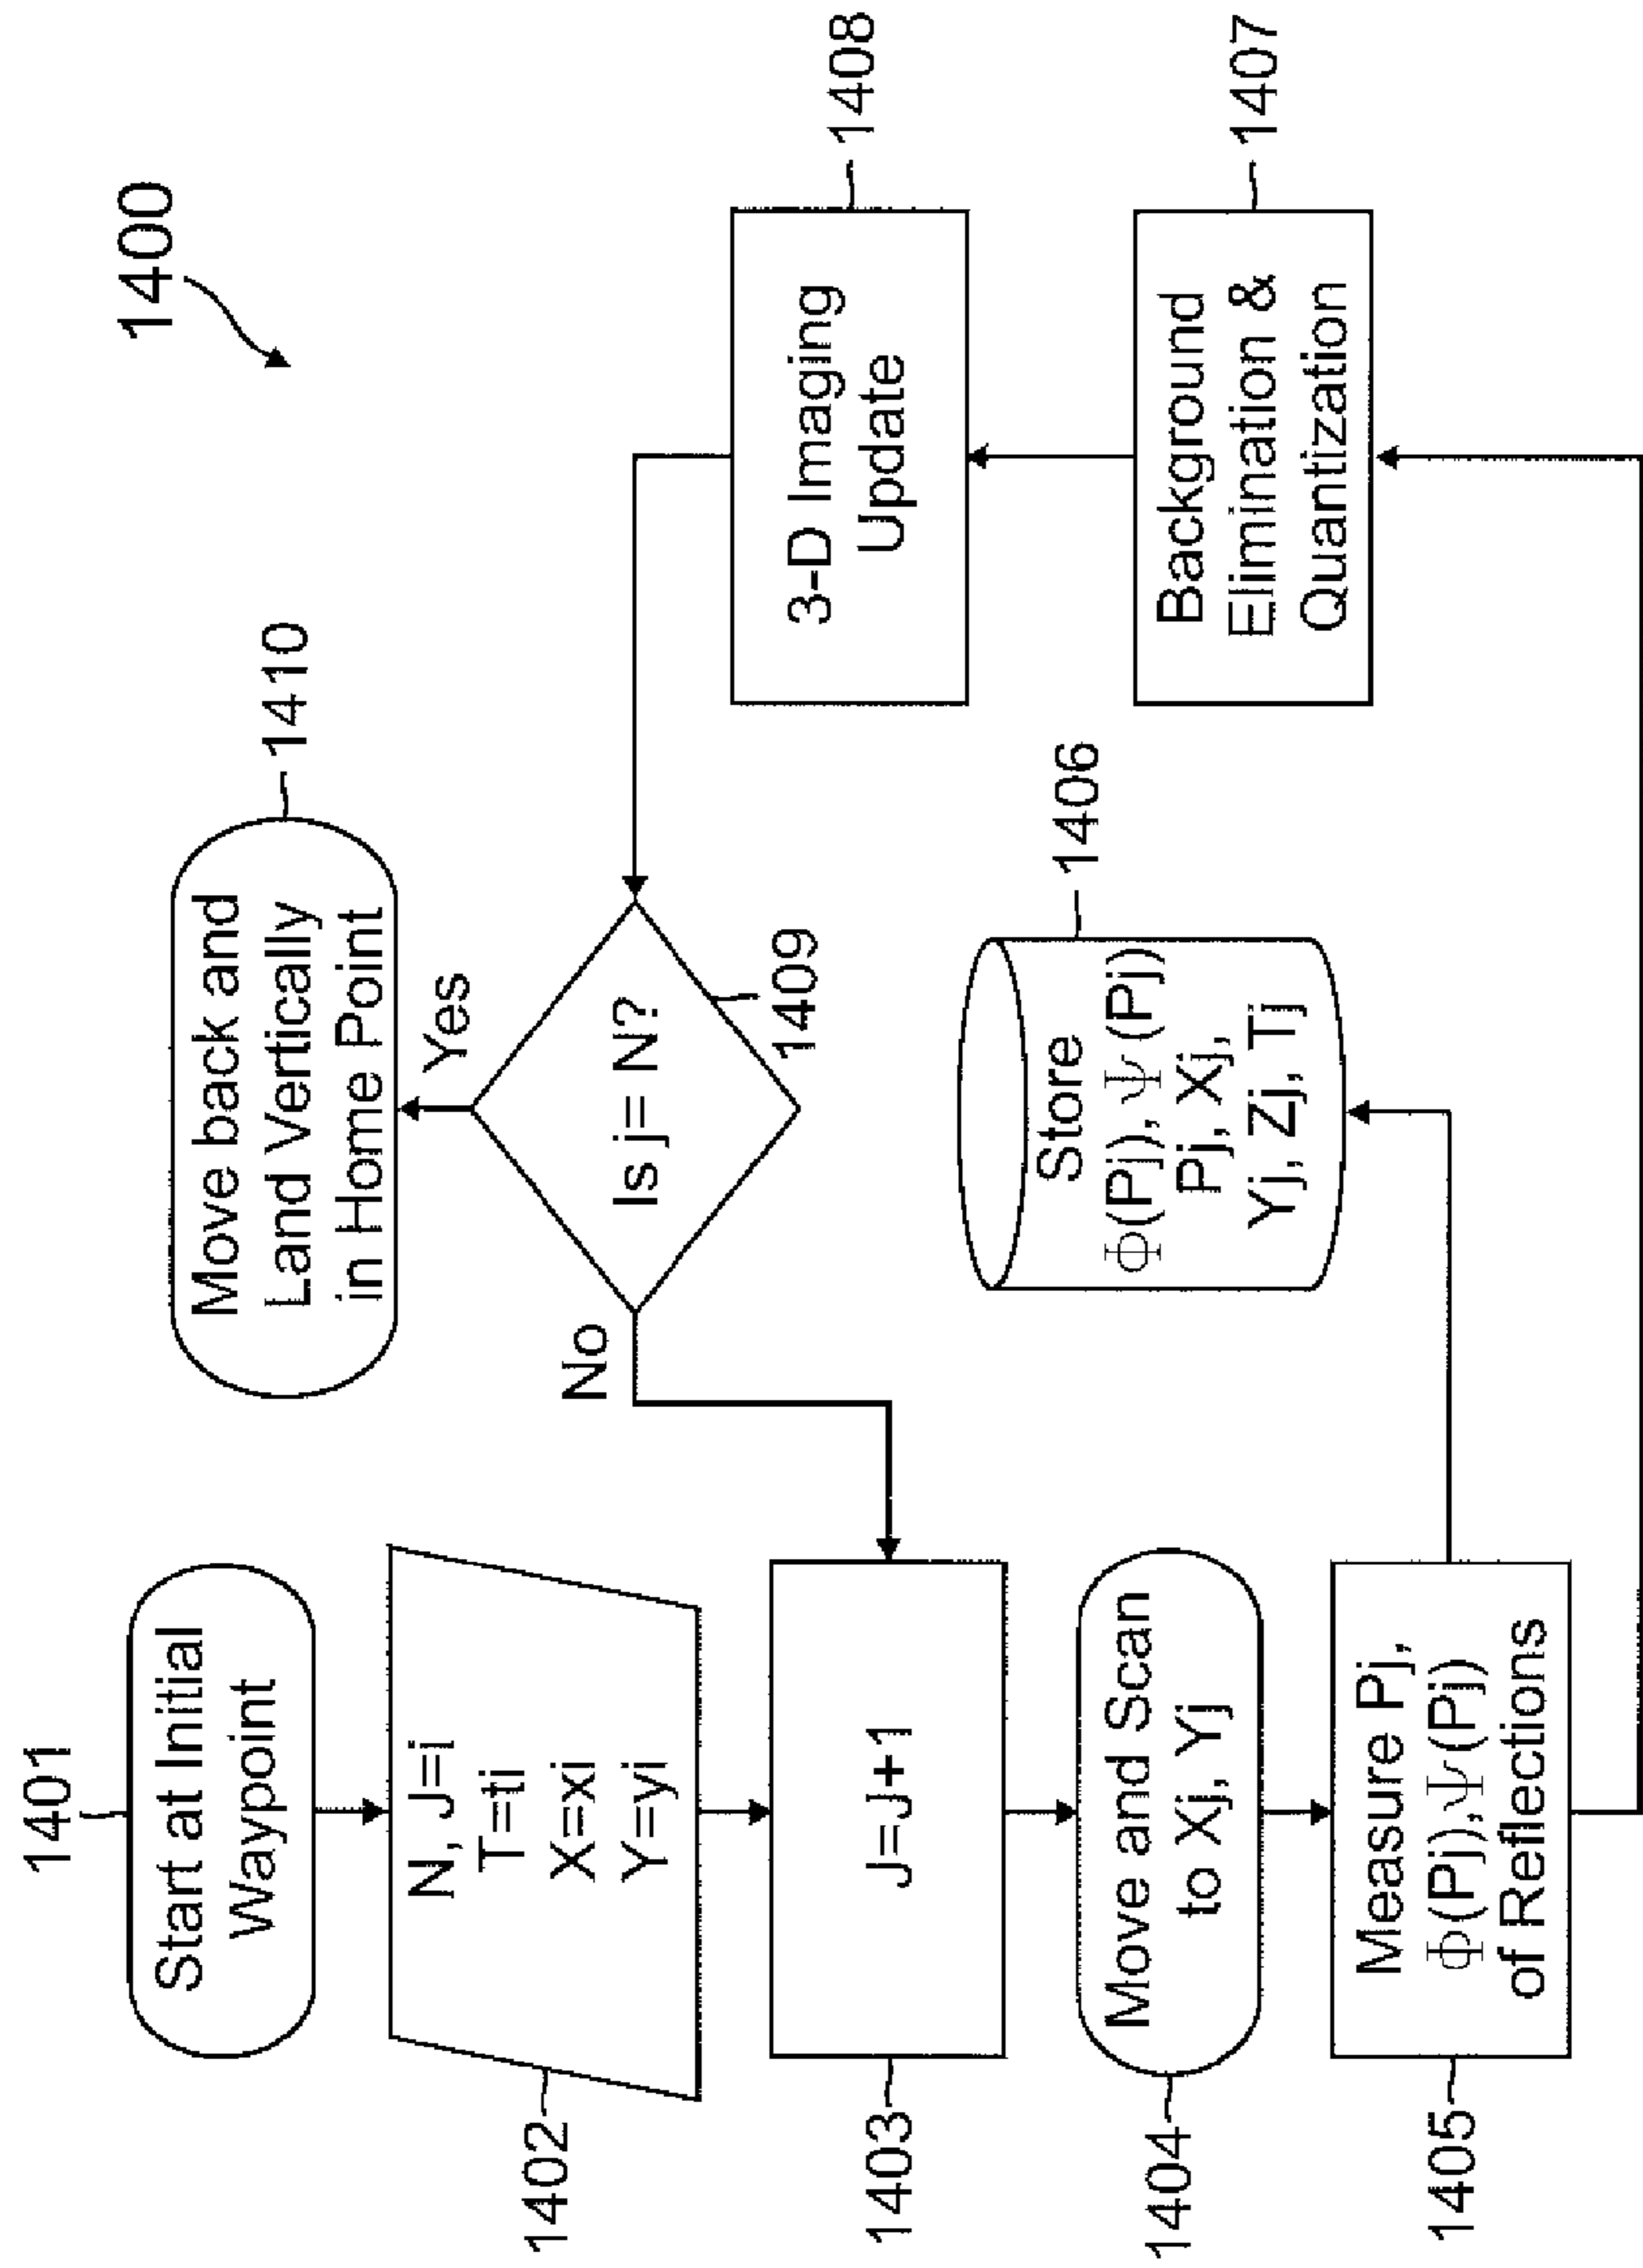 1400
1401
Start at Initial
Waypoint
1402
N, J=i
T=ti
X=xi
Y=yi
1403
J=J+1
1404
Move and Scan
to Xj, Yj
1405
Measure Pj,
Φ(Pj),Ψ(Pj)
of Reflections
1406
Store
Φ(Pj),Ψ(Pj)
Pj, Xj,
Yj, Zj, Tj
1407
Background
Elimination &
Quantization
1408
3-D Imaging
Update
1409
Is j= N?
Yes
No
1410
Move back and
Land Vertically
in Home Point